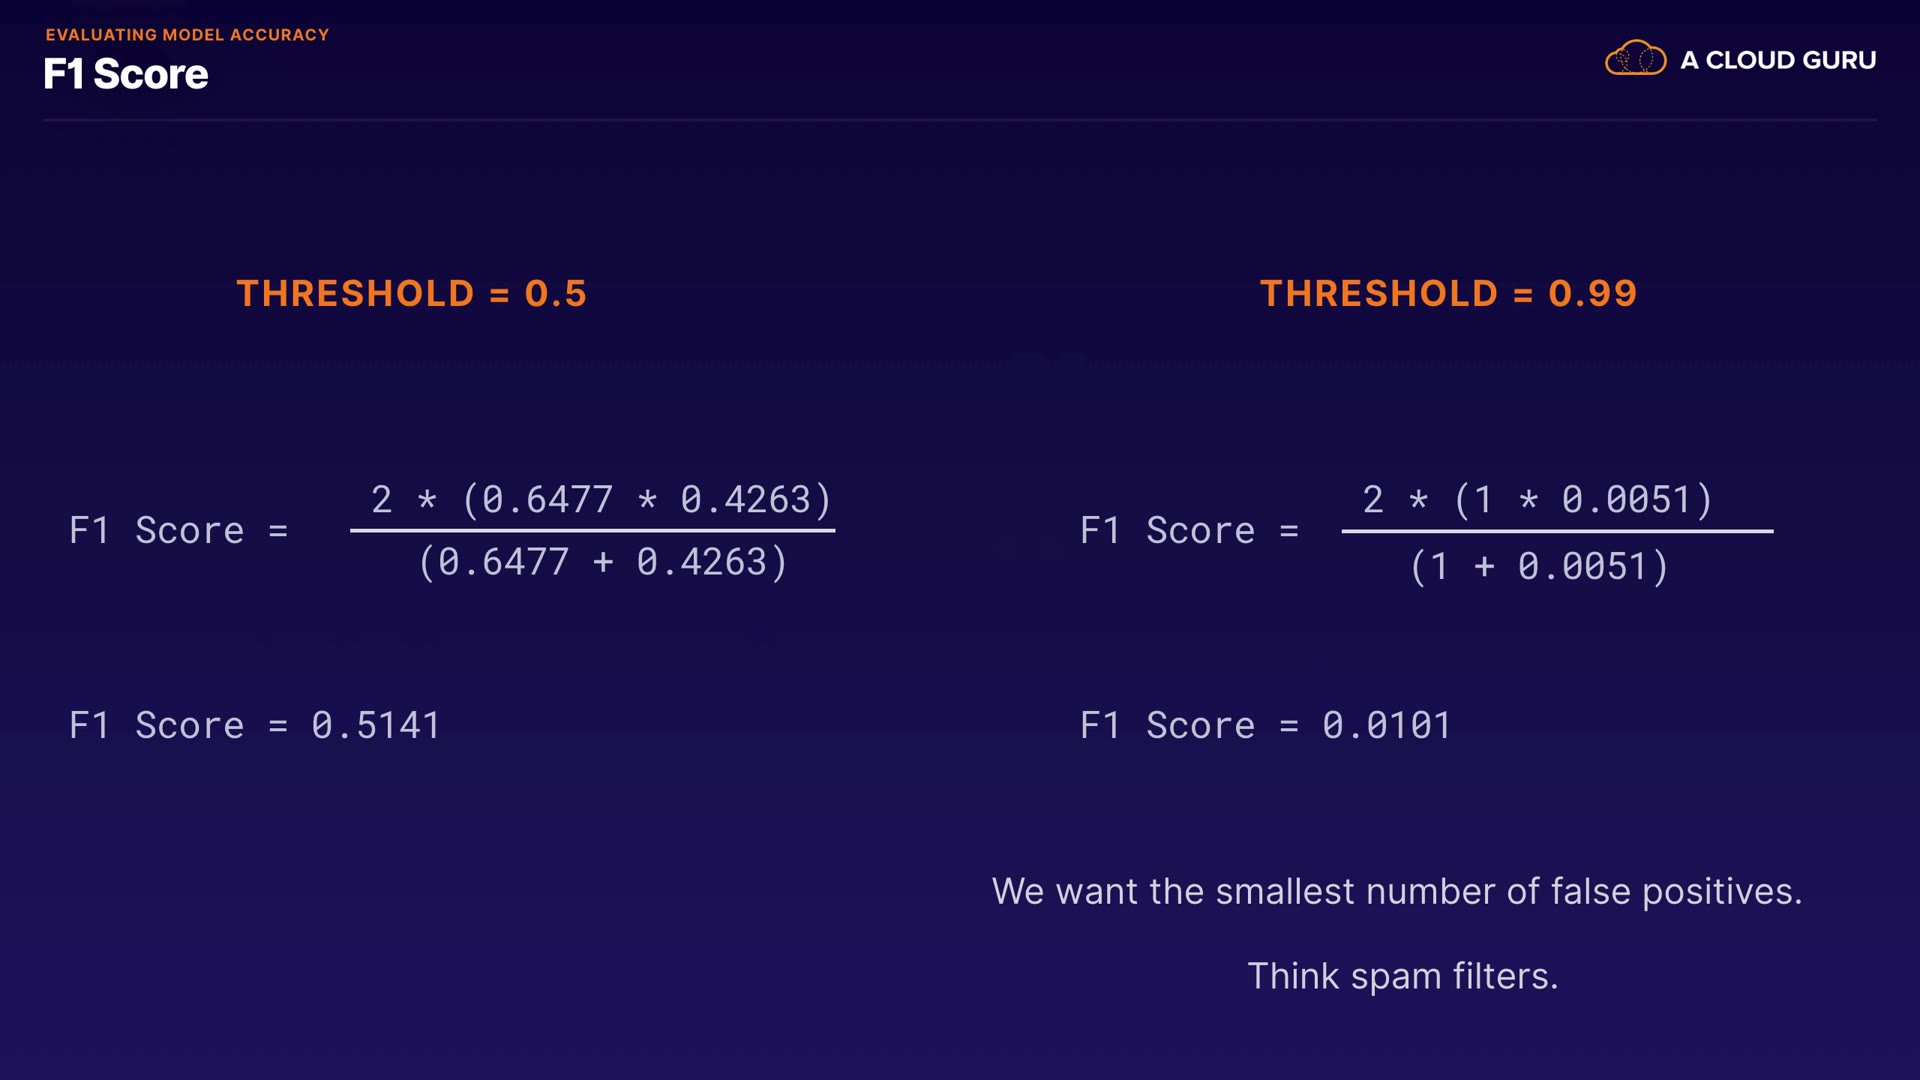 EVALUATING MODEL ACCURACY
F1 Score
A CLOUD GURU
THRESHOLD = 0.5
F1 Score =
2 * (0.6477 * 0.4263)
(0.6477 + 0.4263)
F1 Score = 0.5141
THRESHOLD = 0.99
F1 Score =
2 * (1 * 0.0051)
(1 + 0.0051)
F1 Score = 0.0101
We want the smallest number of false positives.
Think spam filters.